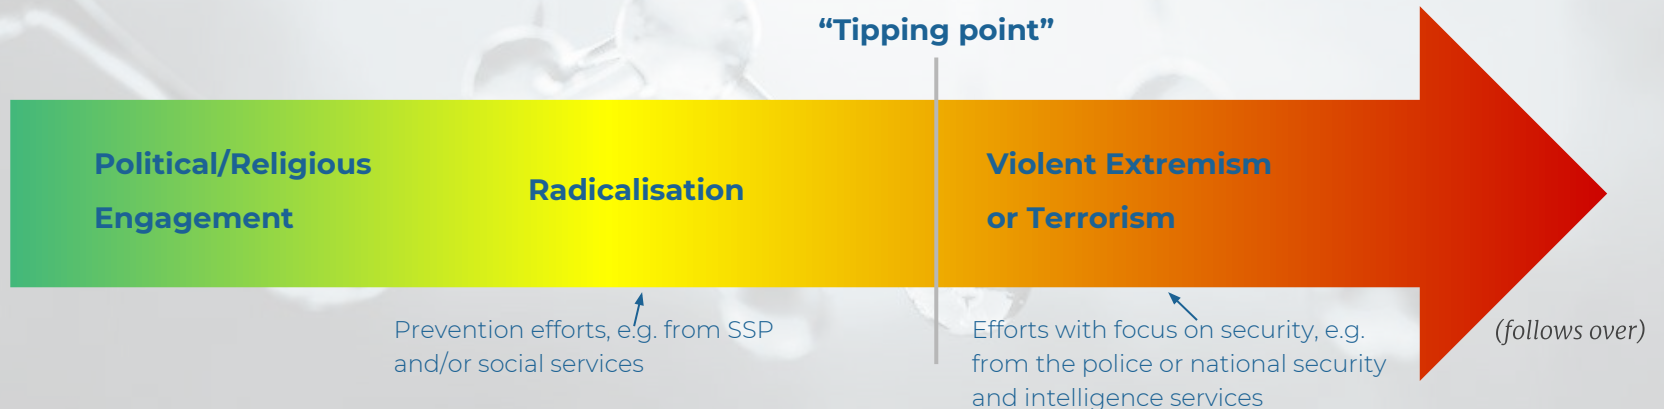 “Tipping point”
Political/Religious
Engagement
Radicalisation
Violent Extremism
or Terrorism
Prevention efforts, e.g. from SSP
and/or social services
Efforts with focus on security, e.g.
from the police or national security
and intelligence services
(follows over)